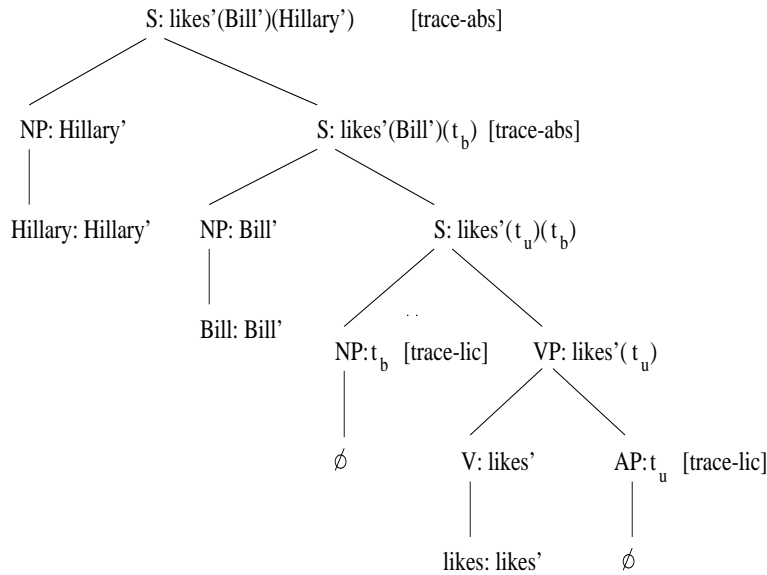 S: likes’(Bill’)(Hillary’) [trace-abs]
NP: Hillary’ S: likes’(Bill’)(t_b) [trace-abs]
Hillary: Hillary’ NP: Bill’ S: likes’(t_u)(t_b)
Bill: Bill’ NP: t_b [trace-lic] VP: likes’(t_u)
∅ V: likes’ AP: t_u [trace-lic]
likes: likes’ ∅